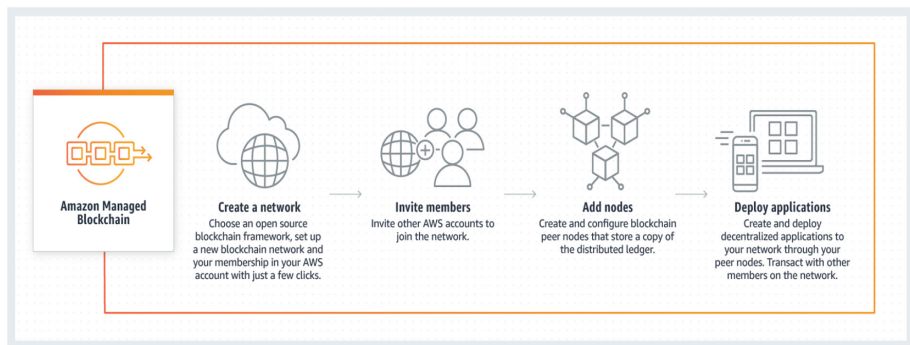 Amazon Managed
Blockchain
Create a network
Choose an open source
blockchain framework, set up
a new blockchain network and
your membership in your AWS
account with just a few clicks.
Invite members
Invite other AWS accounts to
join the network.
Add nodes
Create and configure blockchain
peer nodes that store a copy of
the distributed ledger.
Deploy applications
Create and deploy
decentralized applications to
your network through your
peer nodes. Transact with other
members on the network.